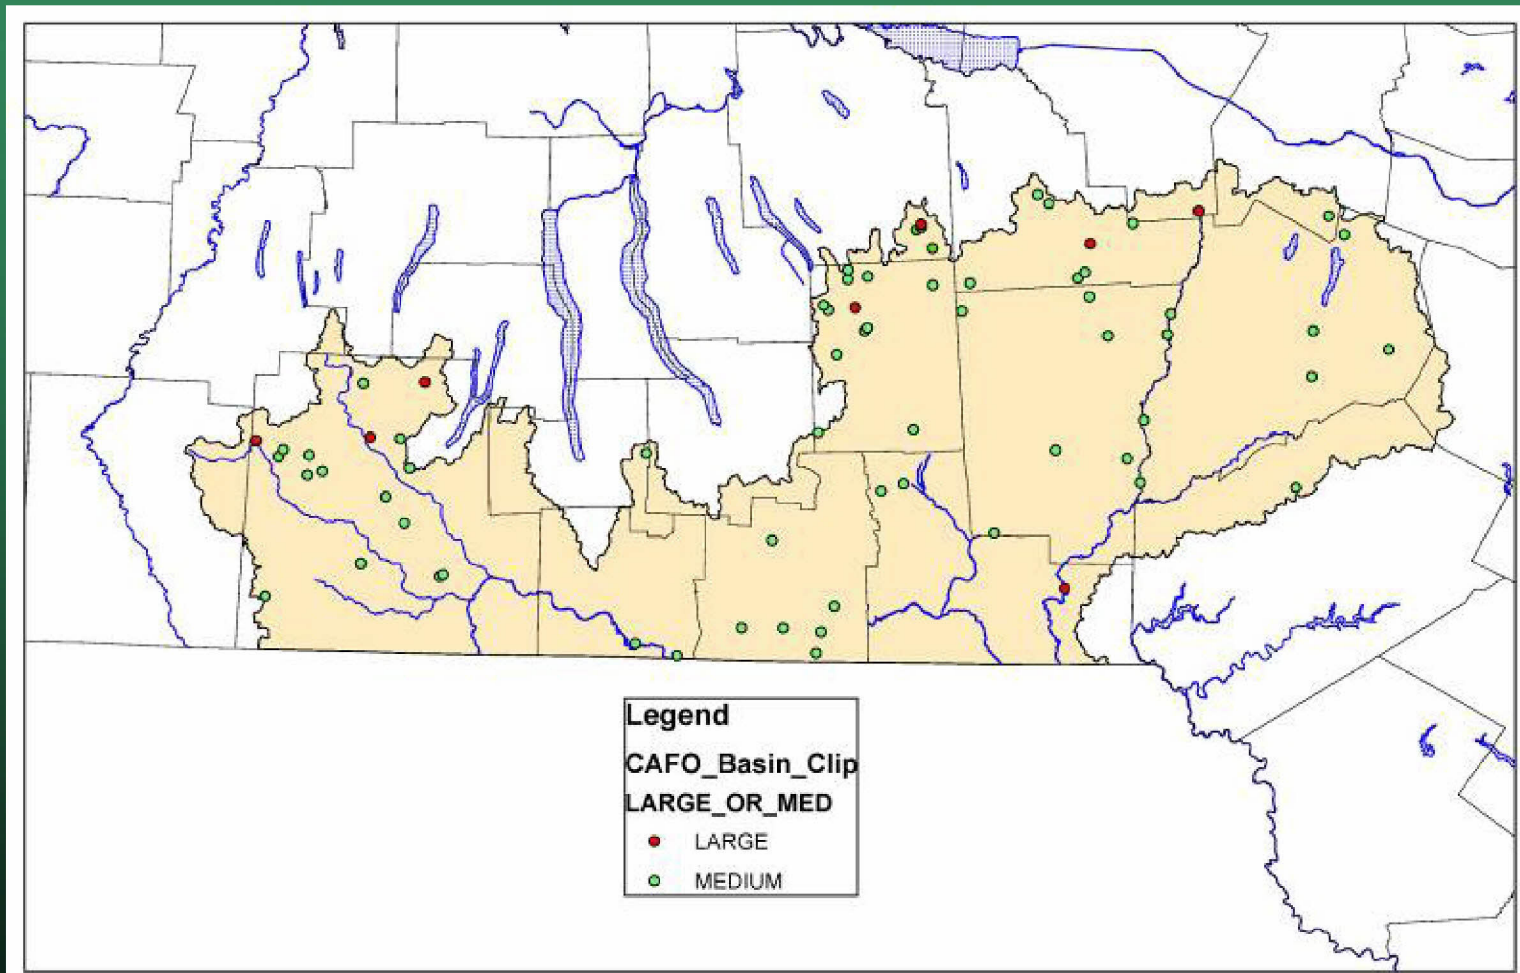 Legend
CAFO_Basin_Clip
LARGE_OR_MED
LARGE
MEDIUM